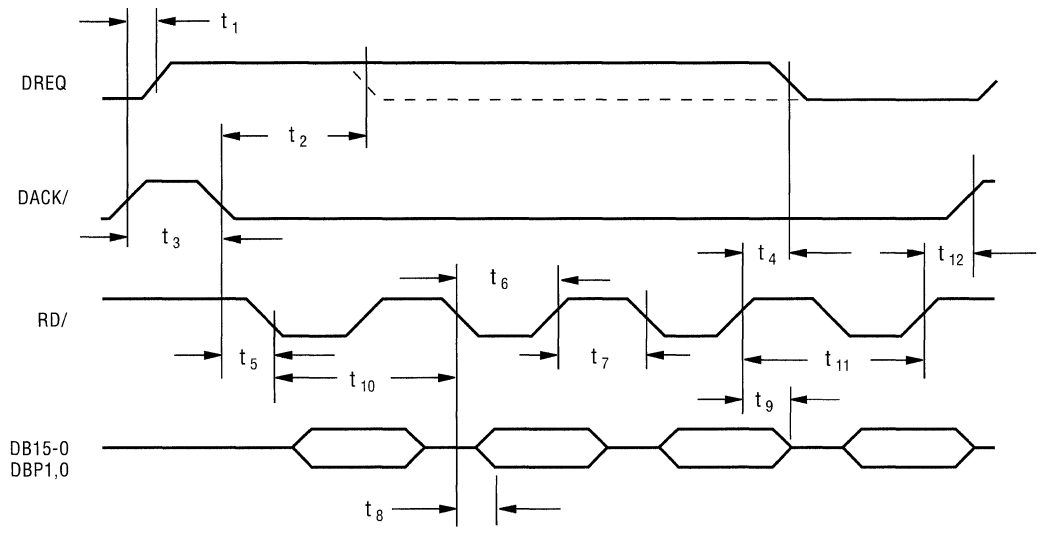 t1
DREQ
t2
DACK/
t3
t4
t12
t6
RD/
t5
t7
t11
t10
t9
DB15-0
DBP1,0
t8